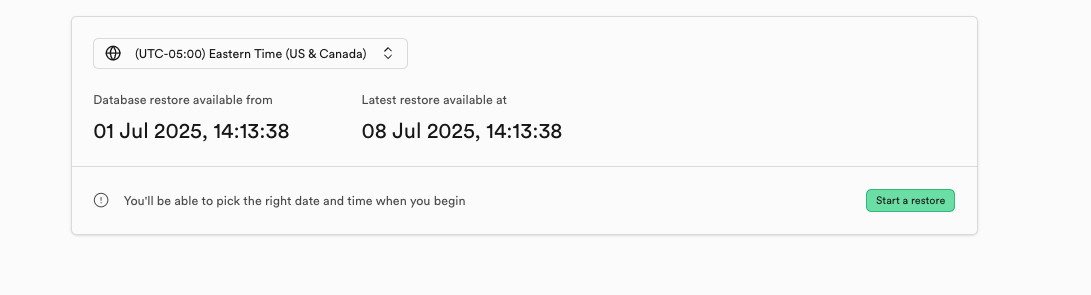 (UTC-05:00) Eastern Time (US & Canada)
Database restore available from
01 Jul 2025, 14:13:38
Latest restore available at
08 Jul 2025, 14:13:38
You'll be able to pick the right date and time when you begin
Start a restore